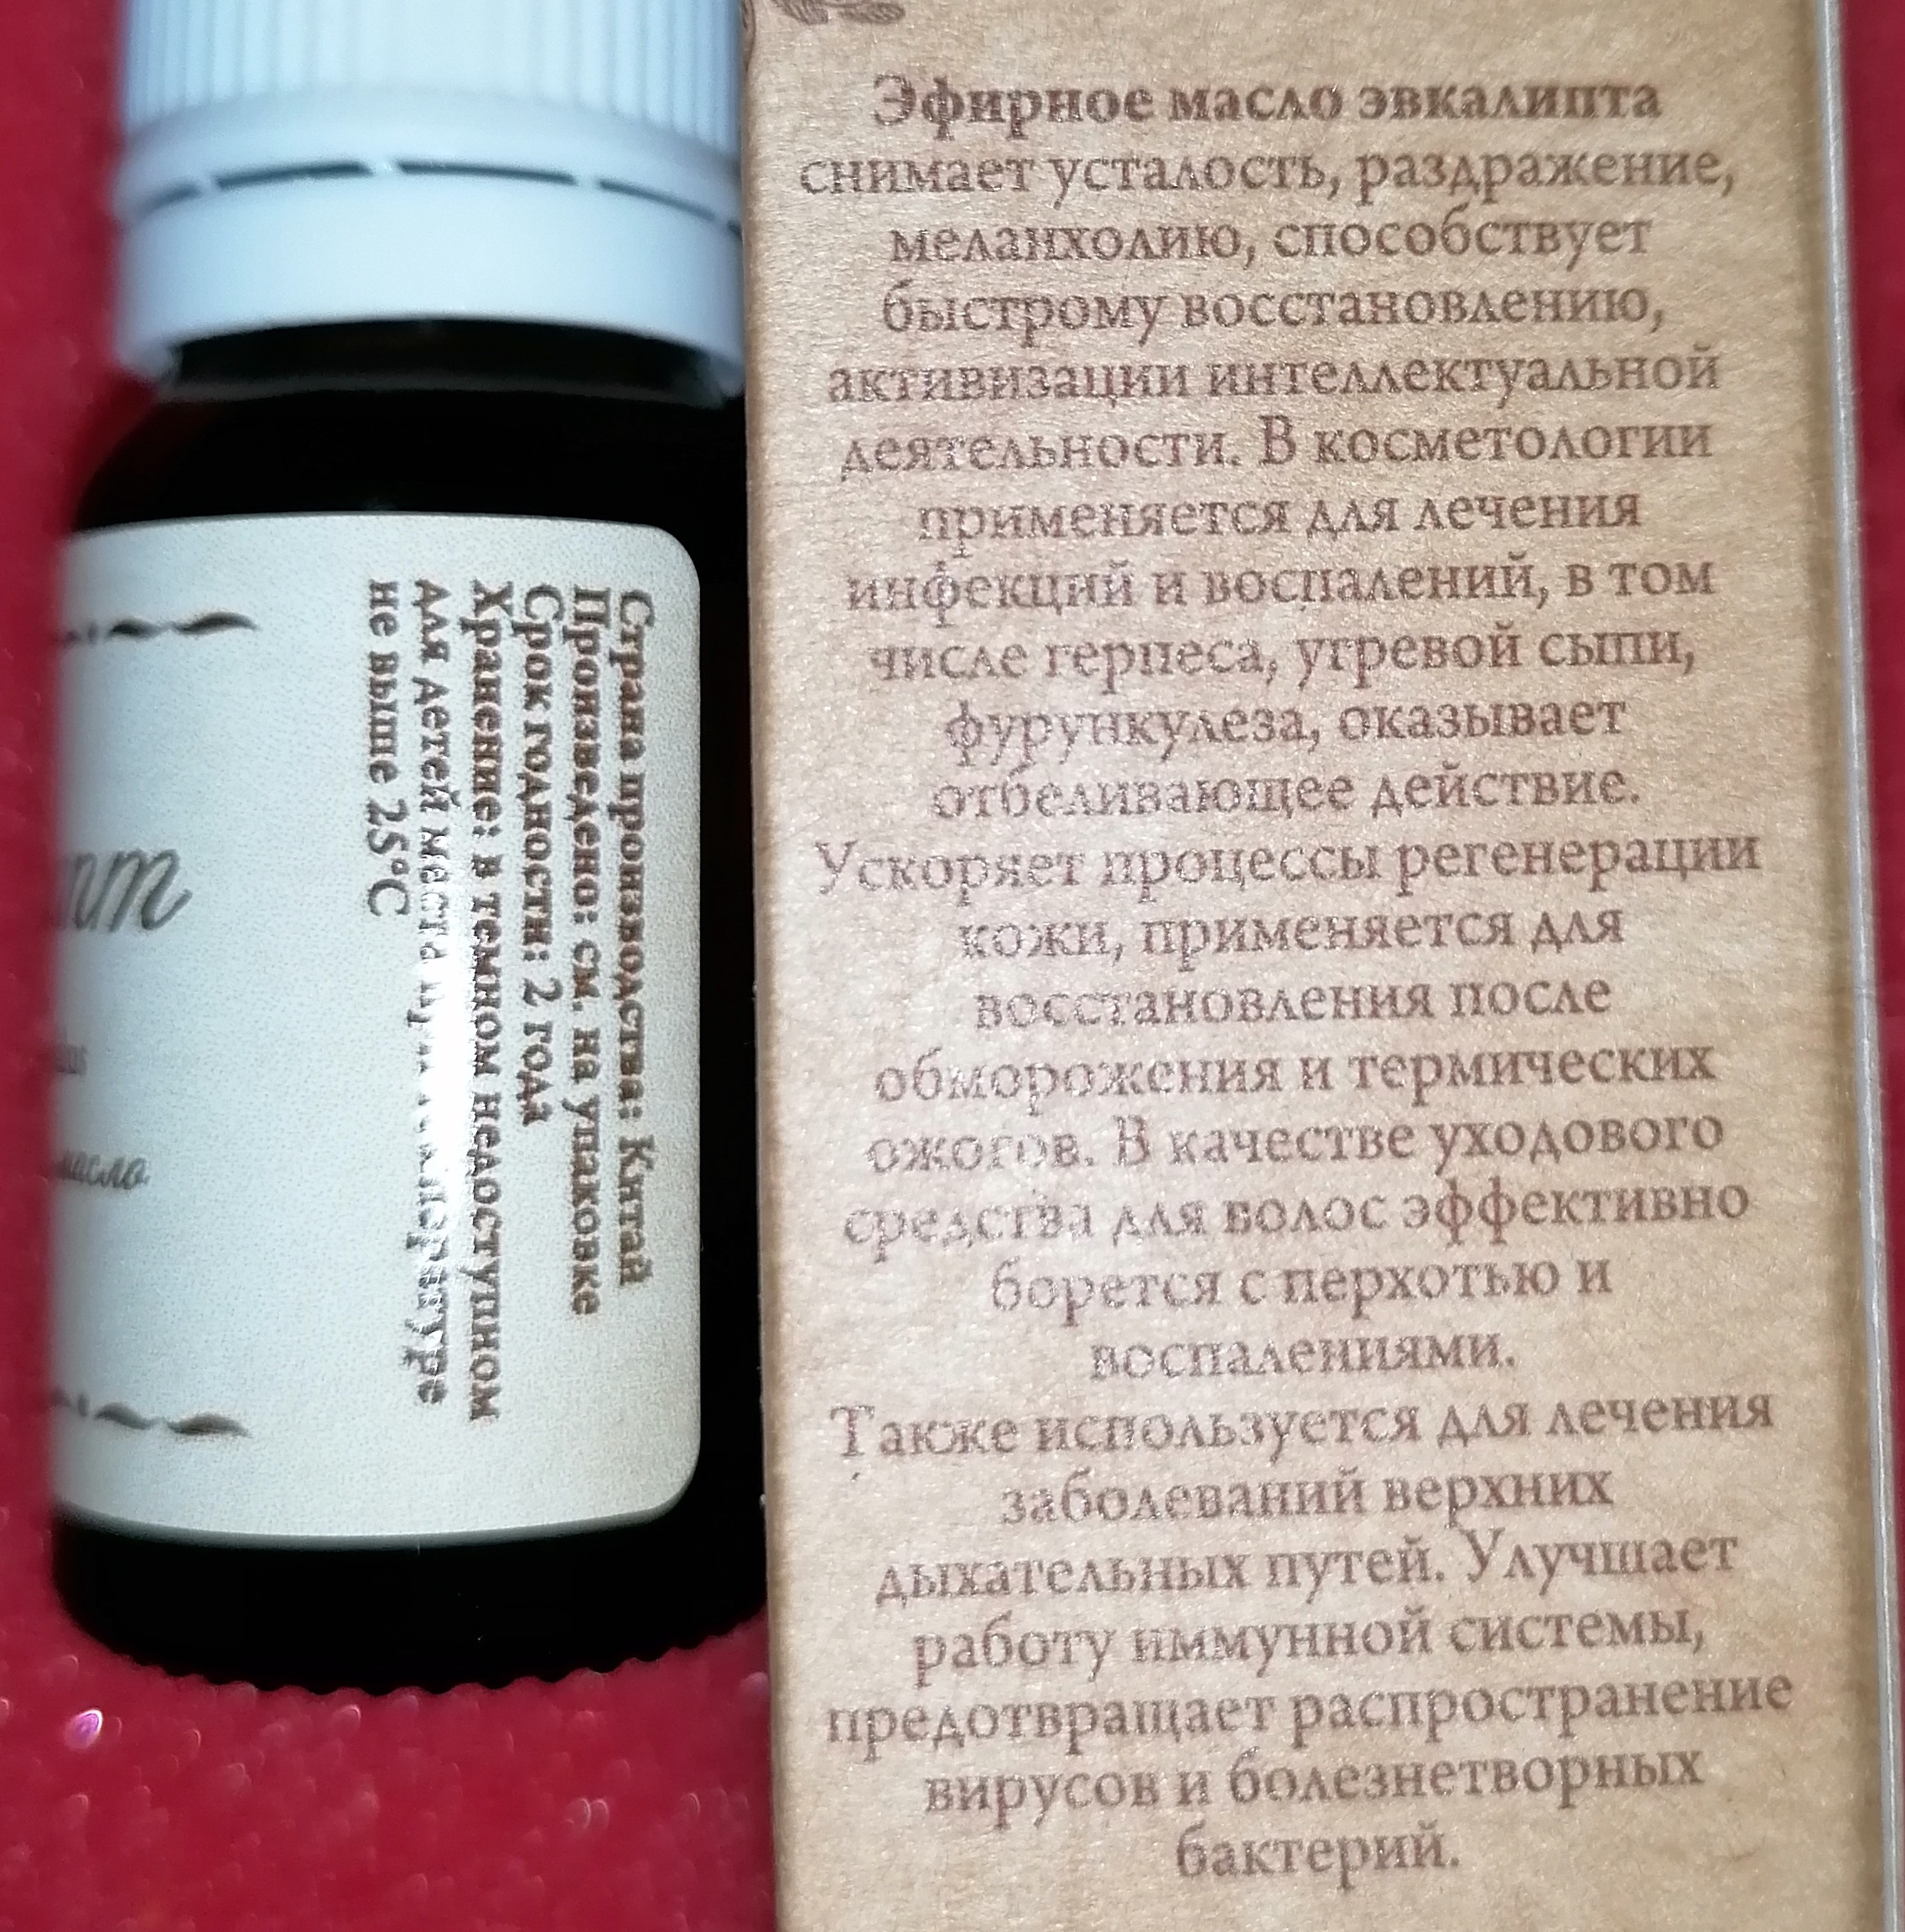 пт
масло
Страна производства: Китай
Произведено: см. на упаковке
Срок годности: 2 года
Хранение: в темном недоступном
для детей месте при температуре
не выше 25°С
Эфирное масло эвкалипта
снимает усталость, раздражение,
меланхолию, способствует
быстрому восстановлению,
активизации интеллектуальной
деятельности. В косметологии
применяется для лечения
инфекций и воспалений, в том
числе герпеса, угревой сыпи,
фурункулеза, оказывает
отбеливающее действие.
Ускоряет процессы регенерации
кожи, применяется для
восстановления после
обморожения и термических
ожогов. В качестве уходового
средства для волос эффективно
борется с перхотью и
воспалениями.
Также используется для лечения
заболеваний верхних
дыхательных путей. Улучшает
работу иммунной системы,
предотвращает распространение
вирусов и болезнетворных
бактерий.